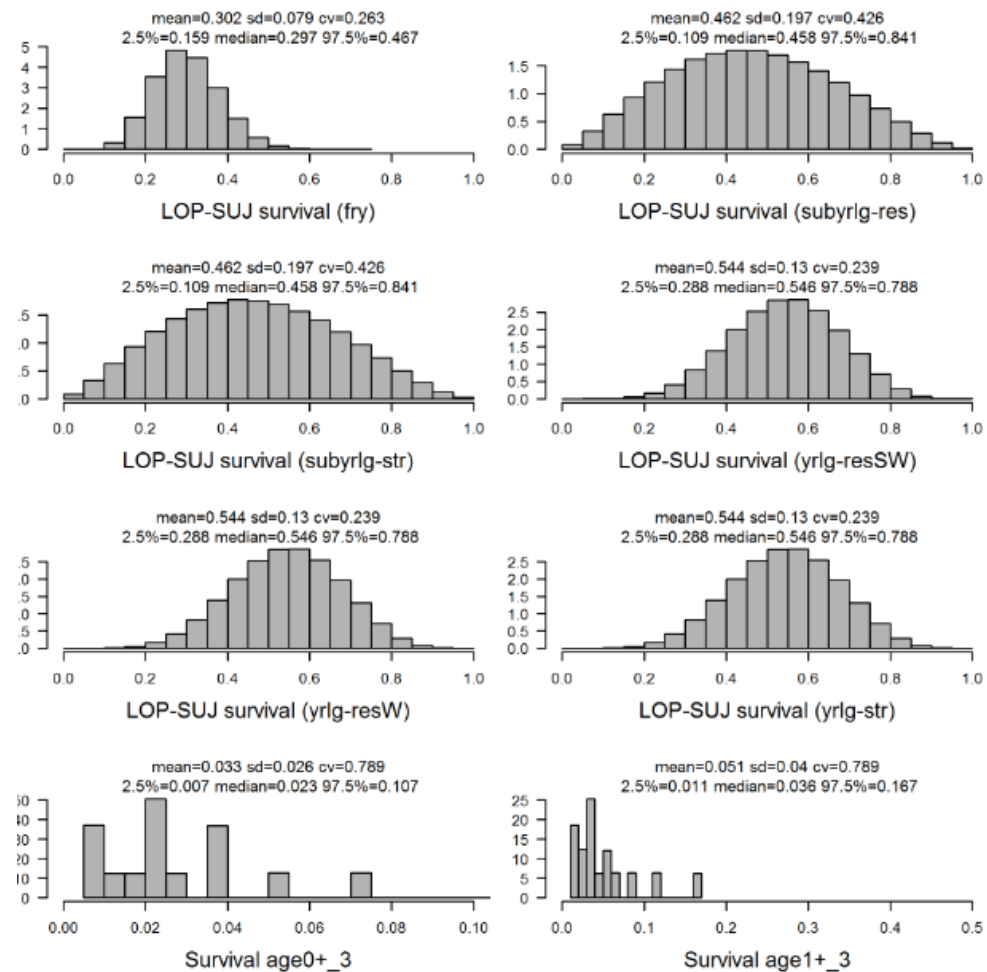 mean=0.302 sd=0.079 cv=0.263
2.5%=0.159 median=0.297 97.5%=0.467
5
4
3
2
1
0
0.0 0.2 0.4 0.6 0.8 1.0
LOP-SUJ survival (fry)
mean=0.462 sd=0.197 cv=0.426
2.5%=0.109 median=0.458 97.5%=0.841
1.5
1.0
0.5
0.0
0.0 0.2 0.4 0.6 0.8 1.0
LOP-SUJ survival (subyrlg-res)
mean=0.462 sd=0.197 cv=0.426
2.5%=0.109 median=0.458 97.5%=0.841
.5
.0
.5
.0
0.0 0.2 0.4 0.6 0.8 1.0
LOP-SUJ survival (subyrlg-str)
mean=0.544 sd=0.13 cv=0.239
2.5%=0.288 median=0.546 97.5%=0.788
2.5
2.0
1.5
1.0
0.5
0.0
0.0 0.2 0.4 0.6 0.8 1.0
LOP-SUJ survival (yrlg-resSW)
mean=0.544 sd=0.13 cv=0.239
2.5%=0.288 median=0.546 97.5%=0.788
.5
.0
.5
.0
.5
.0
0.0 0.2 0.4 0.6 0.8 1.0
LOP-SUJ survival (yrlg-resW)
mean=0.544 sd=0.13 cv=0.239
2.5%=0.288 median=0.546 97.5%=0.788
2.5
2.0
1.5
1.0
0.5
0.0
0.0 0.2 0.4 0.6 0.8 1.0
LOP-SUJ survival (yrlg-str)
mean=0.033 sd=0.026 cv=0.789
2.5%=0.007 median=0.023 97.5%=0.107
50
40
30
20
10
0
0.00 0.02 0.04 0.06 0.08 0.10
Survival age0+_3
mean=0.051 sd=0.04 cv=0.789
2.5%=0.011 median=0.036 97.5%=0.167
25
20
15
10
5
0
0.0 0.1 0.2 0.3 0.4 0.5
Survival age1+_3